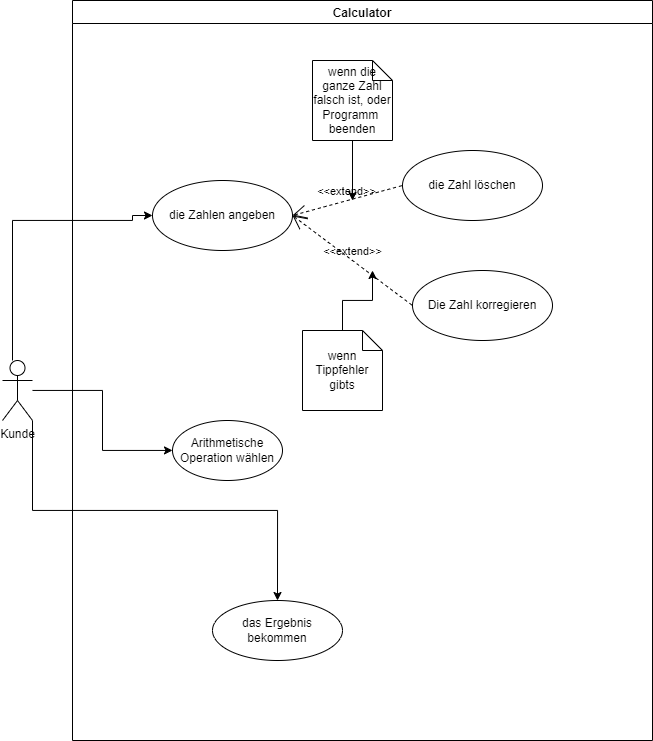 Calculator
wenn die
ganze Zahl
falsch ist, oder
Programm
beenden
<<extend>>
die Zahl löschen
die Zahlen angeben
<<extend>>
Die Zahl korregieren
wenn
Tippfehler
gibts
Kunde
Arithmetische
Operation wählen
das Ergebnis
bekommen